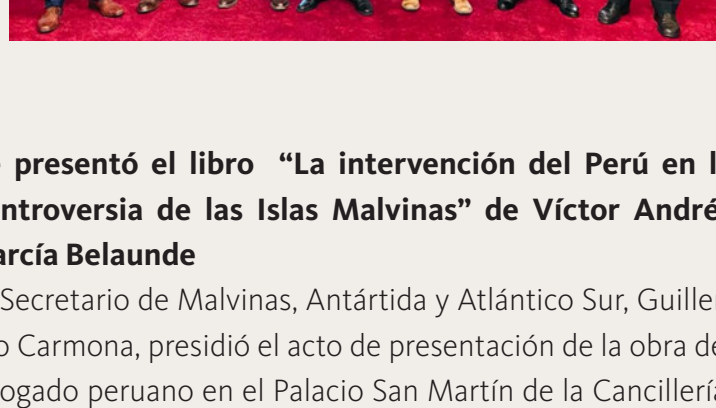 presentó el libro “La intervención del Perú en
ntroversia de las Islas Malvinas” de Víctor André
arcía Belaunde
Secretario de Malvinas, Antártida y Atlántico Sur, Guille
o Carmona, presidió el acto de presentación de la obra de
ogado peruano en el Palacio San Martín de la Cancillería